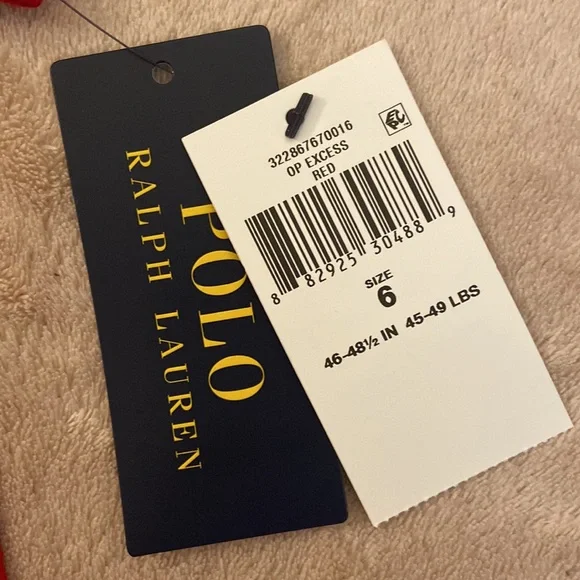 POLO
RALPH LAUREN
322867670016
OP EXCESS
RED
8 82925 30488 9
SIZE
6
46-48½ IN 45-49 LBS